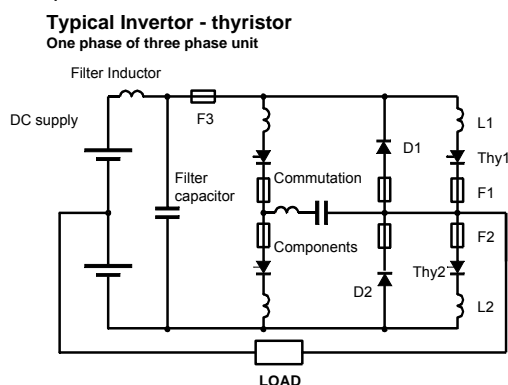 Typical Invertor - thyristor
One phase of three phase unit
Filter Inductor
DC supply
F3
L1
D1
Thy1
Filter
capacitor
Commutation
F1
Components
F2
D2
Thy2
L2
LOAD